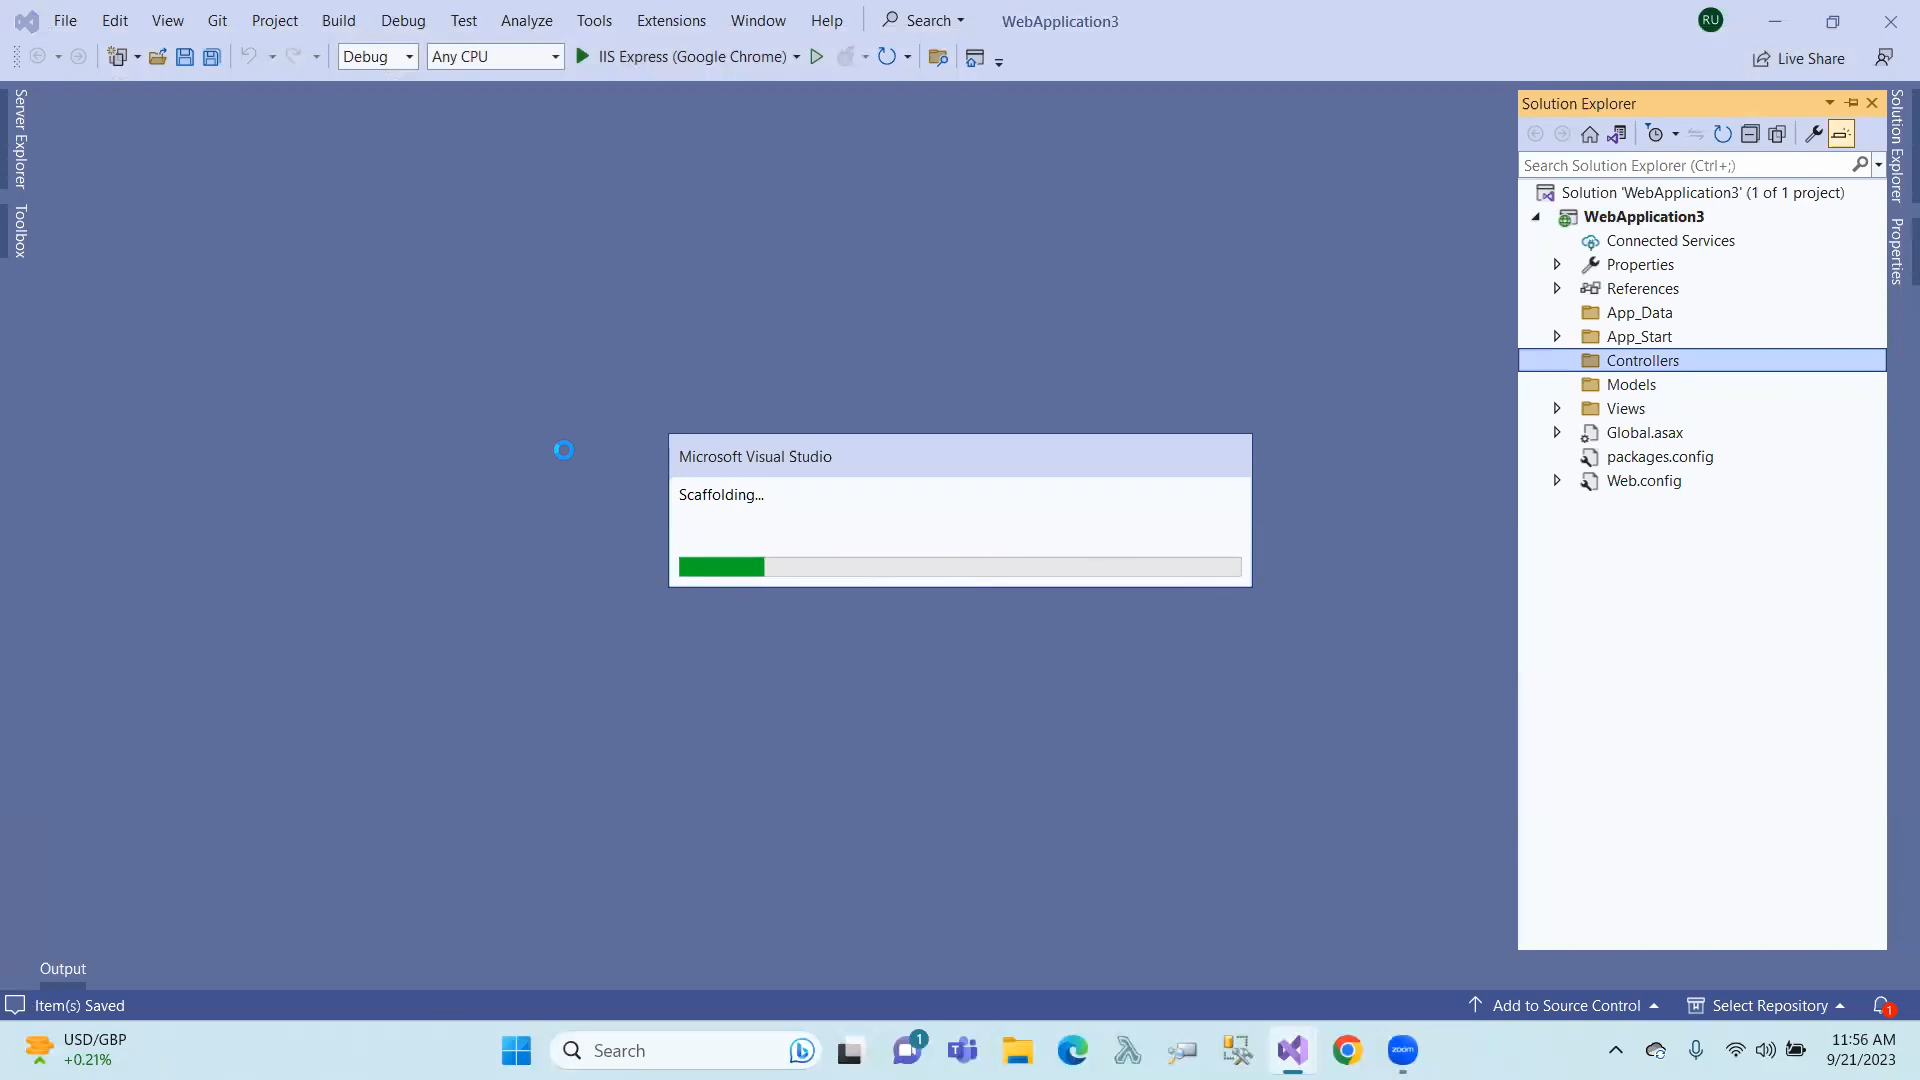 File Edit View Git Project Build Debug Test Analyze Tools Extensions Window Help Search WebApplication3 RU
Debug Any CPU IIS Express (Google Chrome) Live Share
Server Explorer
Toolbox
Solution Explorer
Search Solution Explorer (Ctrl+;)
Solution 'WebApplication3' (1 of 1 project)
WebApplication3
Connected Services
Properties
References
App_Data
App_Start
Controllers
Models
Views
Global.asax
packages.config
Web.config
Solution Explorer
Properties
Microsoft Visual Studio
Scaffolding...
Output
Item(s) Saved Add to Source Control Select Repository 1
USD/GBP
+0.21%
Search
1
zoom
11:56 AM
9/21/2023